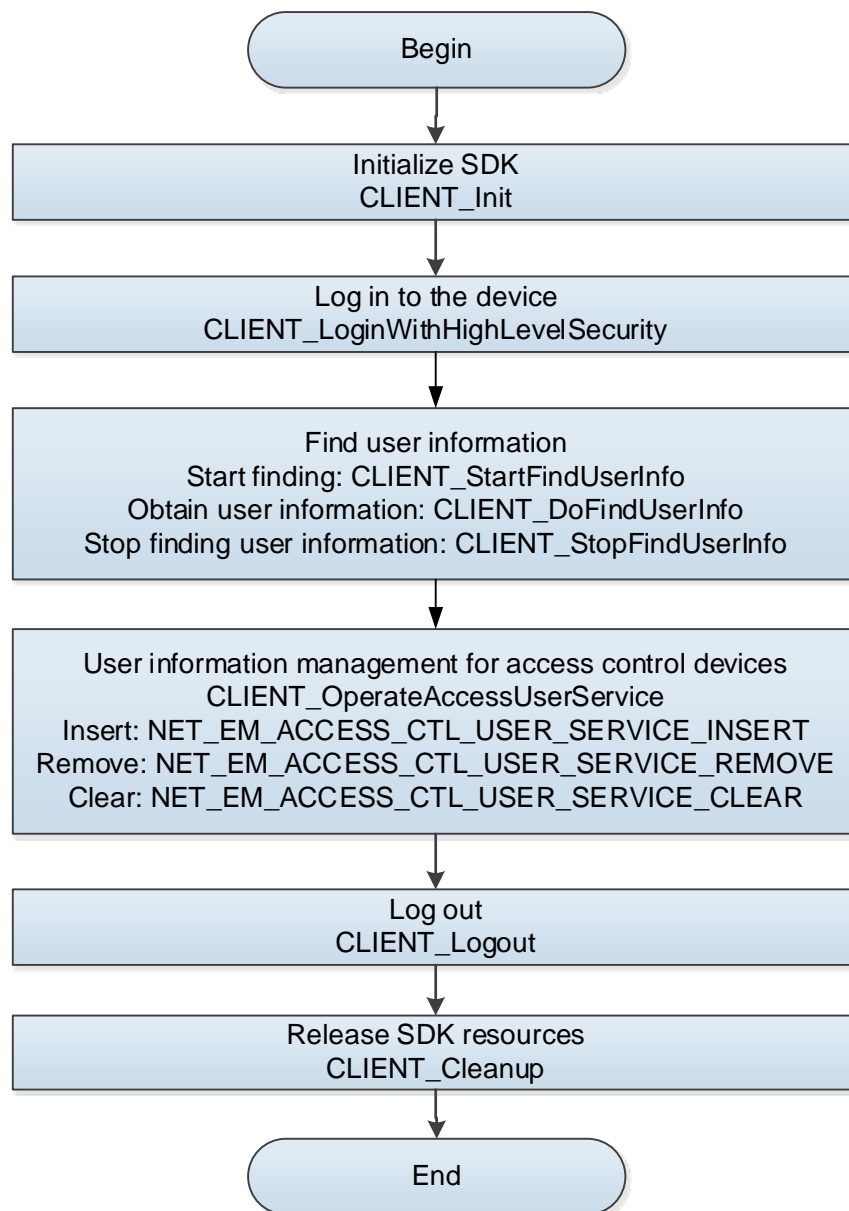 Begin
Initialize SDK
CLIENT_Init
Log in to the device
CLIENT_LoginWithHighLevelSecurity
Find user information
Start finding: CLIENT_StartFindUserInfo
Obtain user information: CLIENT_DoFindUserInfo
Stop finding user information: CLIENT_StopFindUserInfo
User information management for access control devices
CLIENT_OperateAccessUserService
Insert: NET_EM_ACCESS_CTL_USER_SERVICE_INSERT
Remove: NET_EM_ACCESS_CTL_USER_SERVICE_REMOVE
Clear: NET_EM_ACCESS_CTL_USER_SERVICE_CLEAR
Log out
CLIENT_Logout
Release SDK resources
CLIENT_Cleanup
End